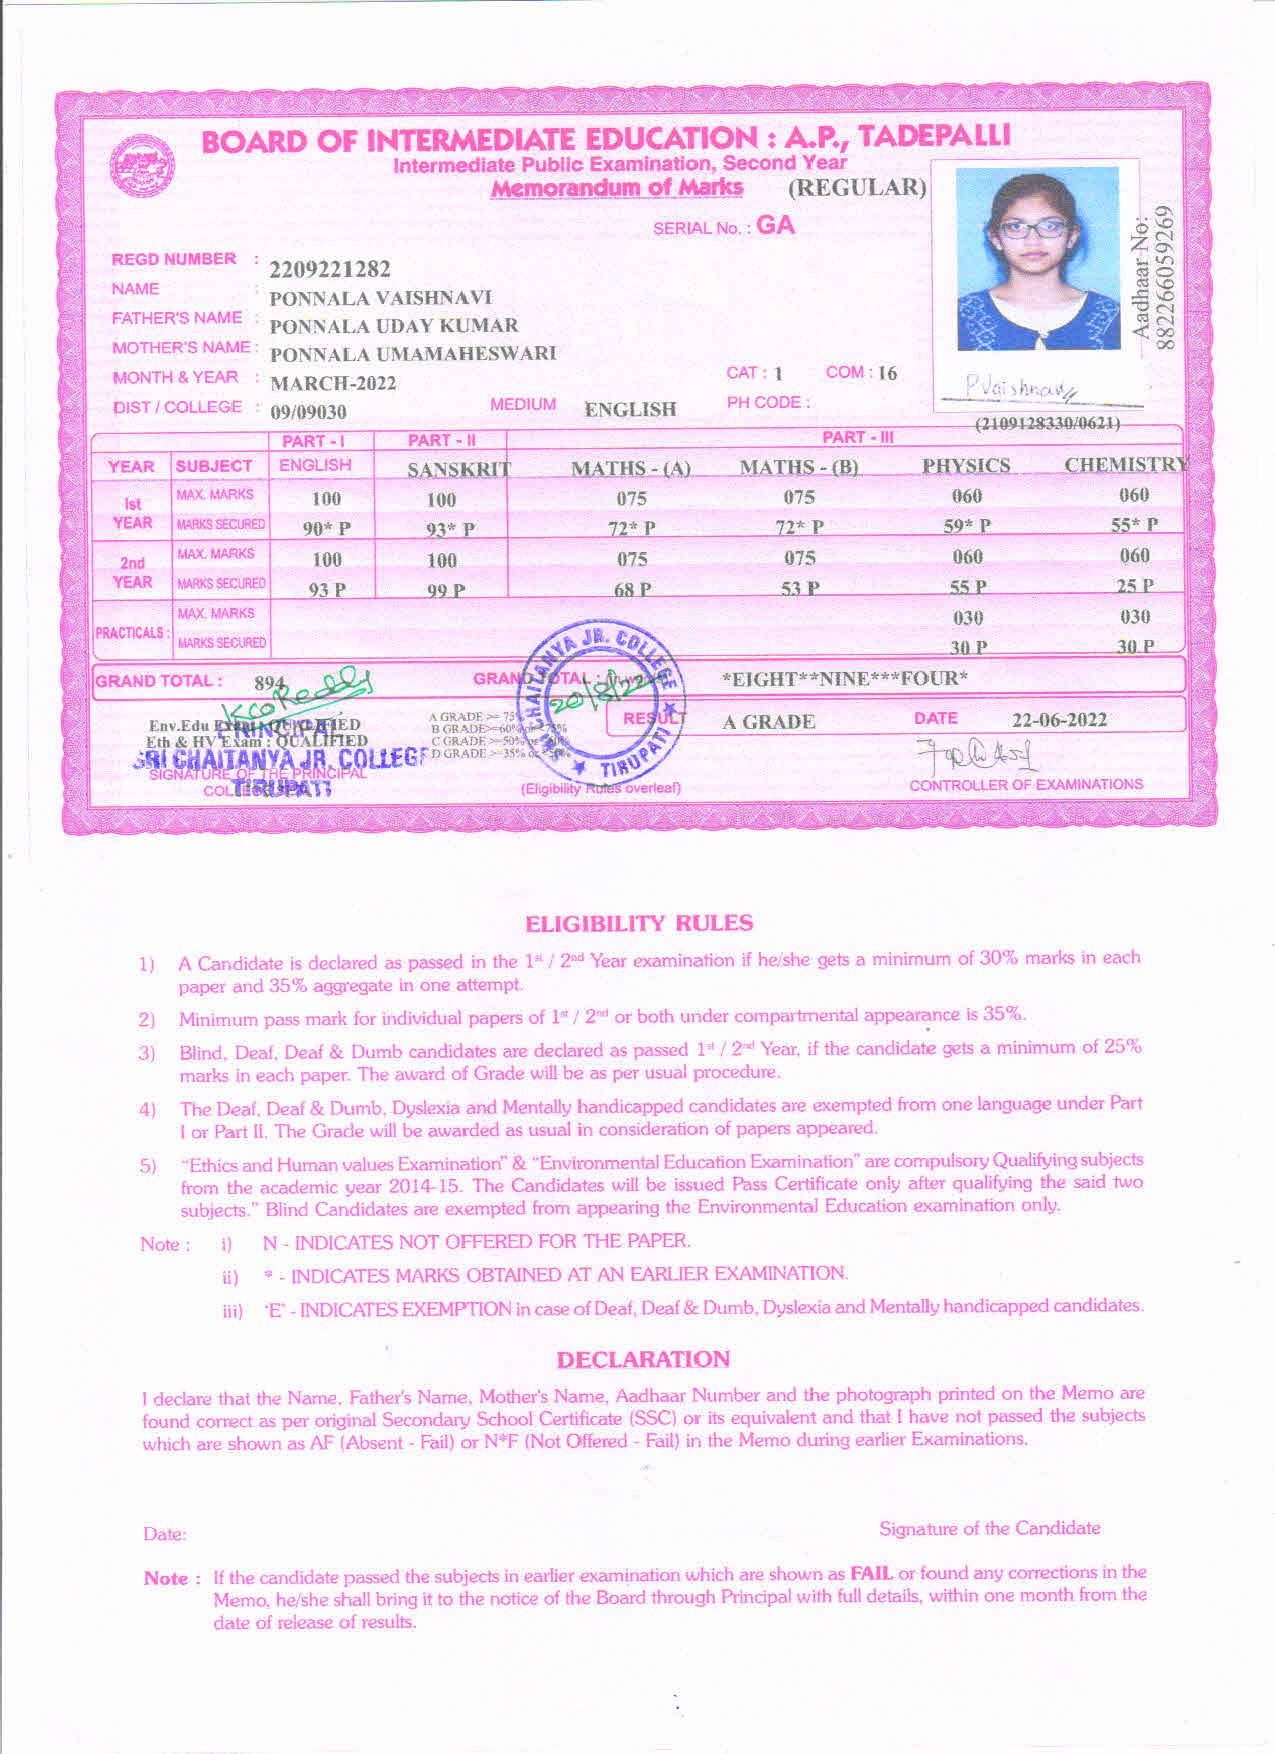 BOARD OF INTERMEDIATE EDUCATION : A.P., TADEPALLI
Intermediate Public Examination, Second Year
Memorandum of Marks (REGULAR)
SERIAL No. : GA
REGD NUMBER : 2209221282
NAME : PONNALA VAISHNAVI
FATHER'S NAME : PONNALA UDAY KUMAR
MOTHER'S NAME : PONNALA UMAMAHESWARI
MONTH & YEAR : MARCH-2022 CAT : 1 COM : 16
DIST / COLLEGE : 09/09030 MEDIUM ENGLISH PH CODE :
Aadhaar No:
882266059269
P Vaishnavi
(2109128330/0621)
PART - I PART - II PART - III
YEAR SUBJECT ENGLISH SANSKRIT MATHS - (A) MATHS - (B) PHYSICS CHEMISTRY
Ist YEAR MAX. MARKS 100 100 075 075 060 060
MARKS SECURED 90* P 93* P 72* P 72* P 59* P 55* P
2nd YEAR MAX. MARKS 100 100 075 075 060 060
MARKS SECURED 93 P 99 P 68 P 53 P 55 P 25 P
PRACTICALS : MAX. MARKS 030 030
MARKS SECURED 30 P 30 P
GRAND TOTAL : 894 GRAND TOTAL : *EIGHT**NINE***FOUR*
Env.Edu Exam : QUALIFIED
Eth & HV Exam : QUALIFIED
A GRADE >= 75%
B GRADE>=60% 
C GRADE >=50% 
D GRADE >=35% 
RESULT A GRADE DATE 22-06-2022
PRINCIPAL
SRI CHAITANYA JR. COLLEGE
TIRUPATI
SIGNATURE OF THE PRINCIPAL
CHAITANYA JR. COLLEGE ★ TIRUPATI ★
20/8/22
(Eligibility Rules overleaf)
CONTROLLER OF EXAMINATIONS
ELIGIBILITY RULES
1) A Candidate is declared as passed in the 1st / 2nd Year examination if he/she gets a minimum of 30% marks in each
paper and 35% aggregate in one attempt.
2) Minimum pass mark for individual papers of 1st / 2nd or both under compartmental appearance is 35%.
3) Blind, Deaf, Deaf & Dumb candidates are declared as passed 1st / 2nd Year, if the candidate gets a minimum of 25%
marks in each paper. The award of Grade will be as per usual procedure.
4) The Deaf, Deaf & Dumb, Dyslexia and Mentally handicapped candidates are exempted from one language under Part
I or Part II. The Grade will be awarded as usual in consideration of papers appeared.
5) "Ethics and Human values Examination" & "Environmental Education Examination" are compulsory Qualifying subjects
from the academic year 2014-15. The Candidates will be issued Pass Certificate only after qualifying the said two
subjects." Blind Candidates are exempted from appearing the Environmental Education examination only.
Note : i) N - INDICATES NOT OFFERED FOR THE PAPER.
ii) * - INDICATES MARKS OBTAINED AT AN EARLIER EXAMINATION.
iii) 'E' - INDICATES EXEMPTION in case of Deaf, Deaf & Dumb, Dyslexia and Mentally handicapped candidates.
DECLARATION
I declare that the Name, Father's Name, Mother's Name, Aadhaar Number and the photograph printed on the Memo are
found correct as per original Secondary School Certificate (SSC) or its equivalent and that I have not passed the subjects
which are shown as AF (Absent - Fail) or N*F (Not Offered - Fail) in the Memo during earlier Examinations.
Date: Signature of the Candidate
Note : If the candidate passed the subjects in earlier examination which are shown as FAIL or found any corrections in the
Memo, he/she shall bring it to the notice of the Board through Principal with full details, within one month from the
date of release of results.